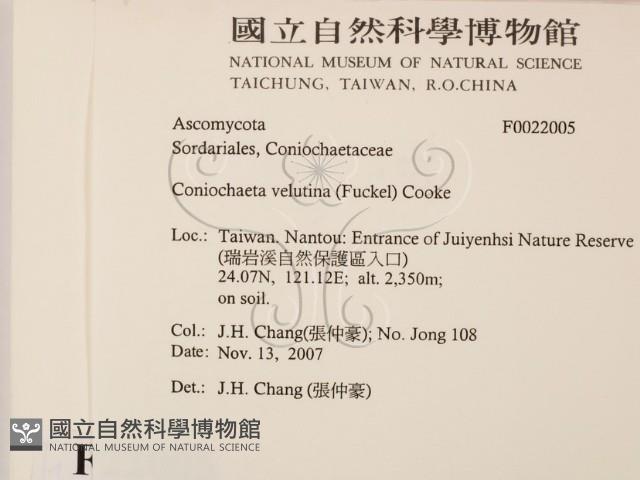 國立自然科學博物館
NATIONAL MUSEUM OF NATURAL SCIENCE
TAICHUNG, TAIWAN, R.O.CHINA
Ascomycota F0022005
Sordariales, Coniochaetaceae
Coniochaeta velutina (Fuckel) Cooke
Loc.: Taiwan. Nantou: Entrance of Juiyenhsi Nature Reserve
(瑞岩溪自然保護區入口)
24.07N, 121.12E; alt. 2,350m;
on soil.
Col.: J.H. Chang(張仲豪); No. Jong 108
Date: Nov. 13, 2007
Det.: J.H. Chang (張仲豪)
國立自然科學博物館
NATIONAL MUSEUM OF NATURAL SCIENCE
F